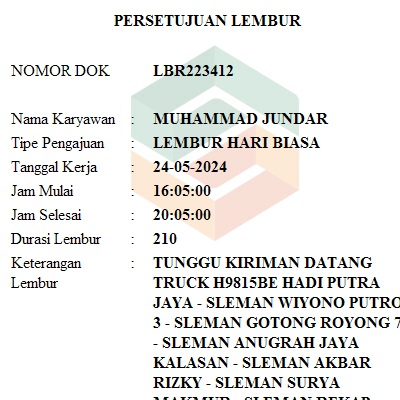 PERSETUJUAN LEMBUR
NOMOR DOK LBR223412
Nama Karyawan : MUHAMMAD JUNDAR
Tipe Pengajuan : LEMBUR HARI BIASA
Tanggal Kerja : 24-05-2024
Jam Mulai : 16:05:00
Jam Selesai : 20:05:00
Durasi Lembur : 210
Keterangan : TUNGGU KIRIMAN DATANG
Lembur TRUCK H9815BE HADI PUTRA
JAYA - SLEMAN WIYONO PUTRO
3 - SLEMAN GOTONG ROYONG 7
- SLEMAN ANUGRAH JAYA
KALASAN - SLEMAN AKBAR
RIZKY - SLEMAN SURYA
MAKMUR - SLEMAN BEKAP